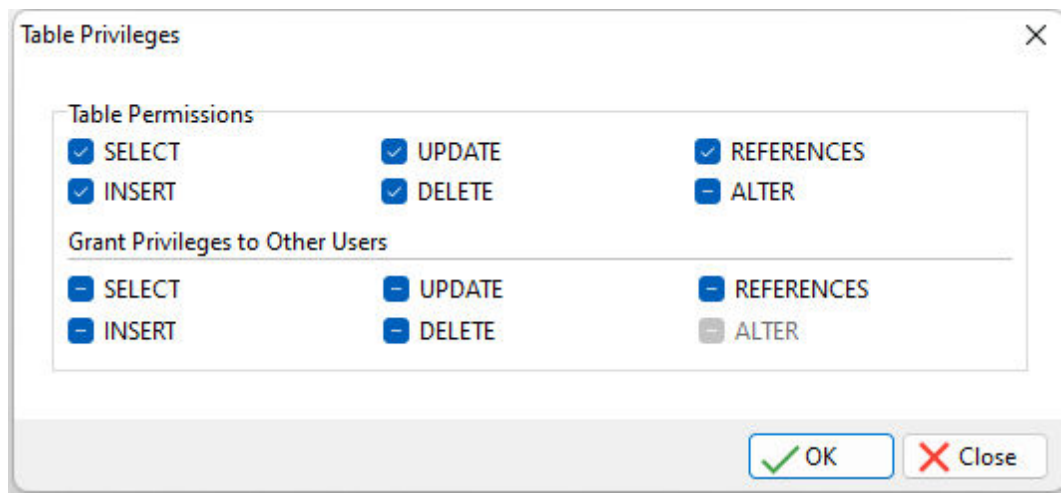 Table Privileges
Table Permissions
SELECT UPDATE REFERENCES
INSERT DELETE ALTER
Grant Privileges to Other Users
SELECT UPDATE REFERENCES
INSERT DELETE ALTER
OK Close